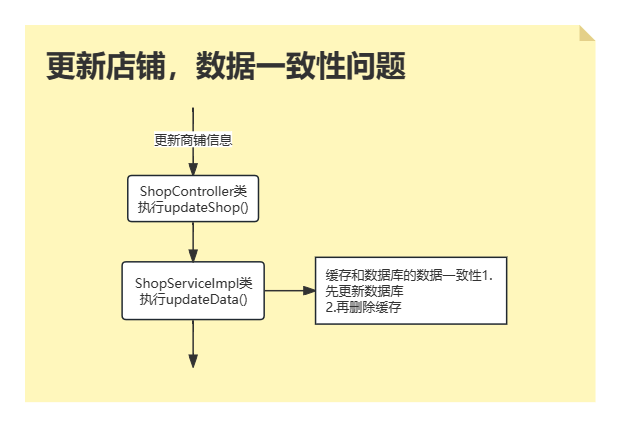 更新店铺，数据一致性问题
更新商铺信息
ShopController类
执行updateShop()
ShopServiceImpl类
执行updateData()
缓存和数据库的数据一致性1.
先更新数据库
2.再删除缓存